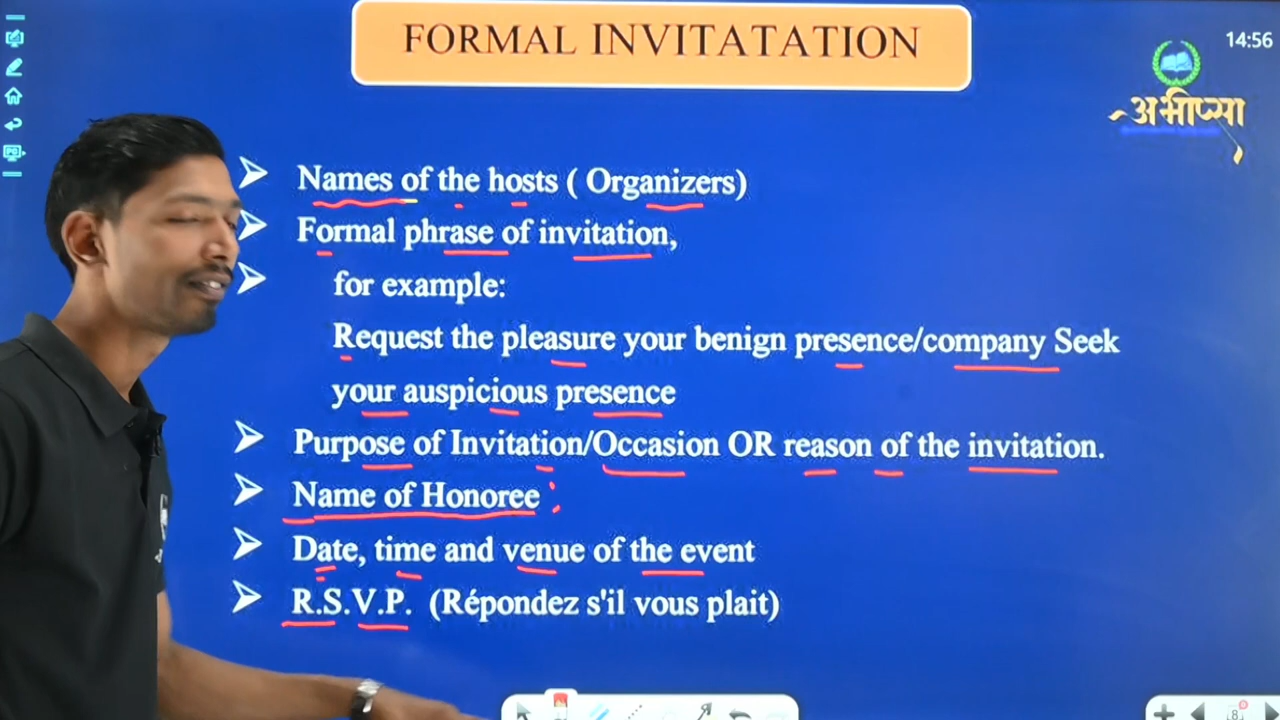 FORMAL INVITATATION
14:56
अभीप्सा
Names of the hosts ( Organizers)
Formal phrase of invitation,
for example:
Request the pleasure your benign presence/company Seek
your auspicious presence
Purpose of Invitation/Occasion OR reason of the invitation.
Name of Honoree :
Date, time and venue of the event
R.S.V.P. (Répondez s'il vous plait)
8